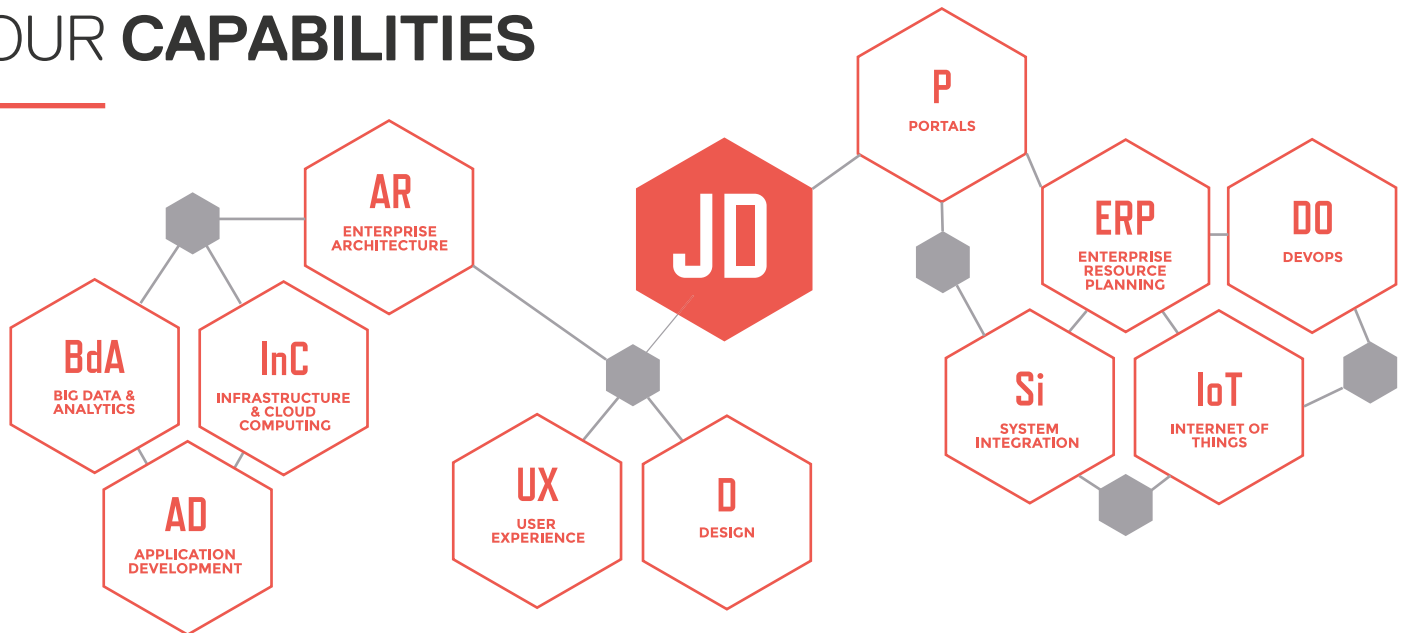 OUR CAPABILITIES
P
PORTALS
AR
ENTERPRISE
ARCHITECTURE
JD
ERP
ENTERPRISE
RESOURCE
PLANNING
DO
DEVOPS
BdA
BIG DATA &
ANALYTICS
InC
INFRASTRUCTURE
& CLOUD
COMPUTING
Si
SYSTEM
INTEGRATION
IoT
INTERNET OF
THINGS
AD
APPLICATION
DEVELOPMENT
UX
USER
EXPERIENCE
D
DESIGN